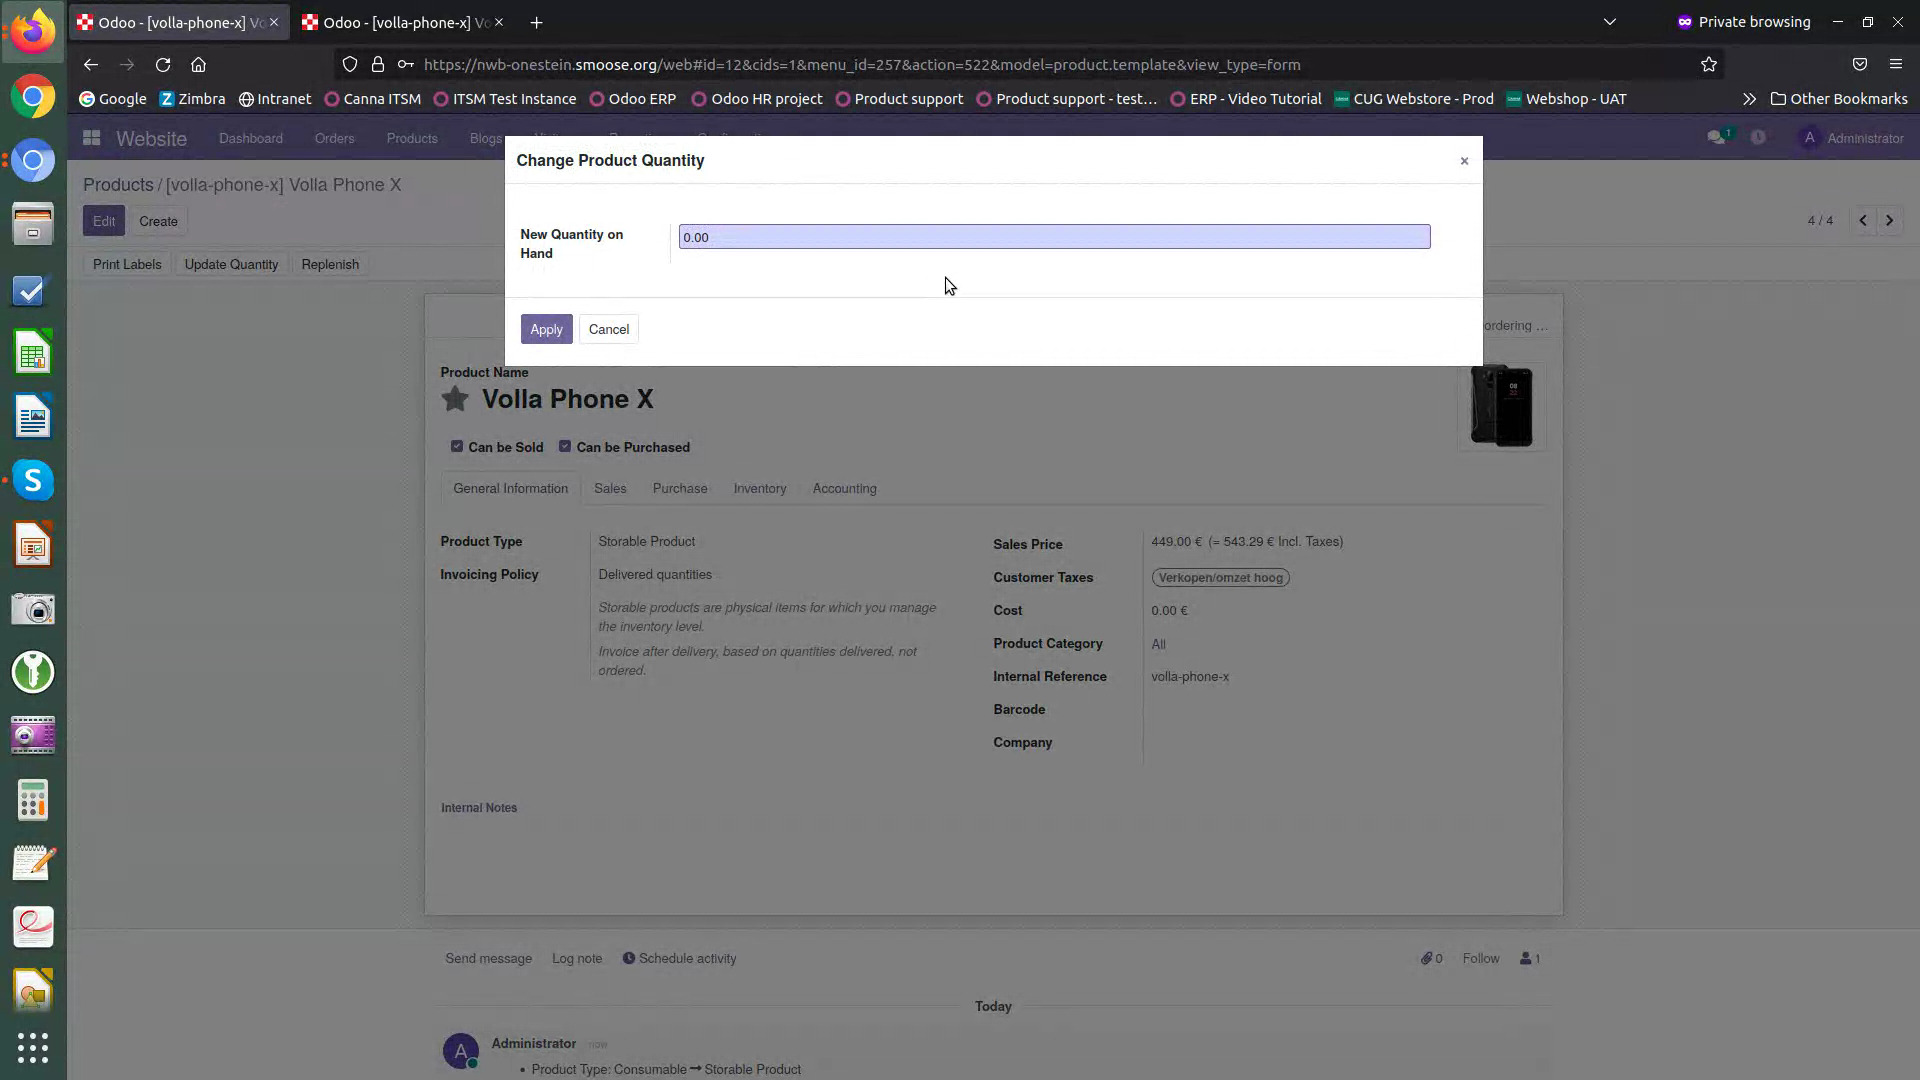 Odoo - [volla-phone-x] Vo
Odoo - [volla-phone-x] Vo
Private browsing
https://nwb-onestein.smoose.org/web#id=12&cids=1&menu_id=257&action=522&model=product.template&view_type=form
Google Zimbra Intranet Canna ITSM ITSM Test Instance Odoo ERP Odoo HR project Product support Product support - test… ERP - Video Tutorial CUG Webstore - Prod Webshop - UAT Other Bookmarks
Website Dashboard Orders Products Blogs 1 A Administrator
Change Product Quantity
Products / [volla-phone-x] Volla Phone X
Edit Create 4 / 4
New Quantity on Hand
0.00
Print Labels Update Quantity Replenish
Apply Cancel
ordering ...
Product Name
Volla Phone X
Can be Sold Can be Purchased
General Information Sales Purchase Inventory Accounting
Product Type Storable Product
Invoicing Policy Delivered quantities
Storable products are physical items for which you manage
the inventory level.
Invoice after delivery, based on quantities delivered, not
ordered.
Sales Price 449.00 € (= 543.29 € Incl. Taxes)
Customer Taxes Verkopen/omzet hoog
Cost 0.00 €
Product Category All
Internal Reference volla-phone-x
Barcode
Company
Internal Notes
Send message Log note Schedule activity 0 Follow 1
Today
A Administrator now
• Product Type: Consumable → Storable Product